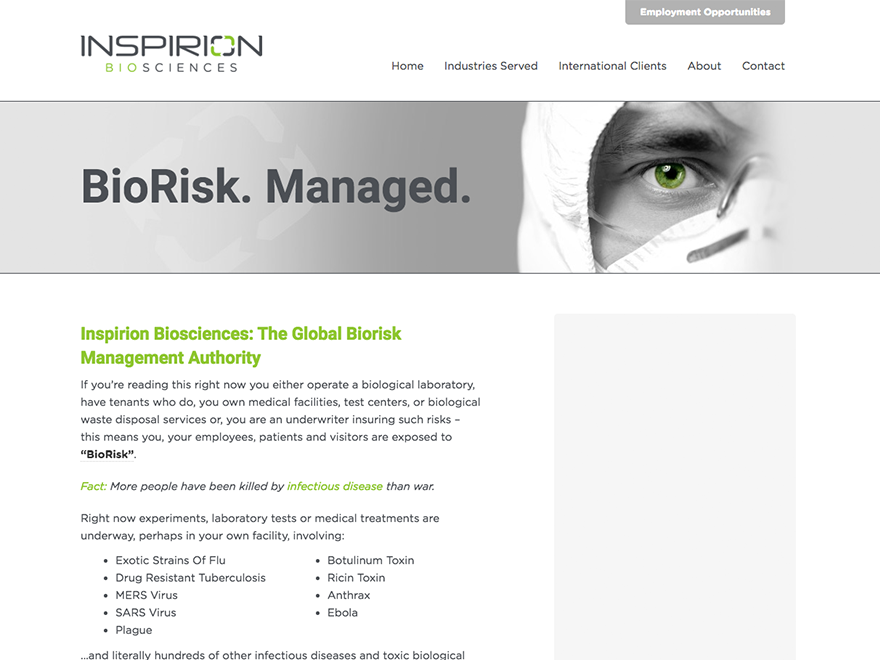 Employment Opportunities
INSPIRION
BIOSCIENCES
Home Industries Served International Clients About Contact
BioRisk. Managed.
Inspirion Biosciences: The Global Biorisk
Management Authority
If you're reading this right now you either operate a biological laboratory,
have tenants who do, you own medical facilities, test centers, or biological
waste disposal services or, you are an underwriter insuring such risks –
this means you, your employees, patients and visitors are exposed to
“BioRisk”.
Fact: More people have been killed by infectious disease than war.
Right now experiments, laboratory tests or medical treatments are
underway, perhaps in your own facility, involving:
• Exotic Strains Of Flu
• Drug Resistant Tuberculosis
• MERS Virus
• SARS Virus
• Plague
• Botulinum Toxin
• Ricin Toxin
• Anthrax
• Ebola
...and literally hundreds of other infectious diseases and toxic biological